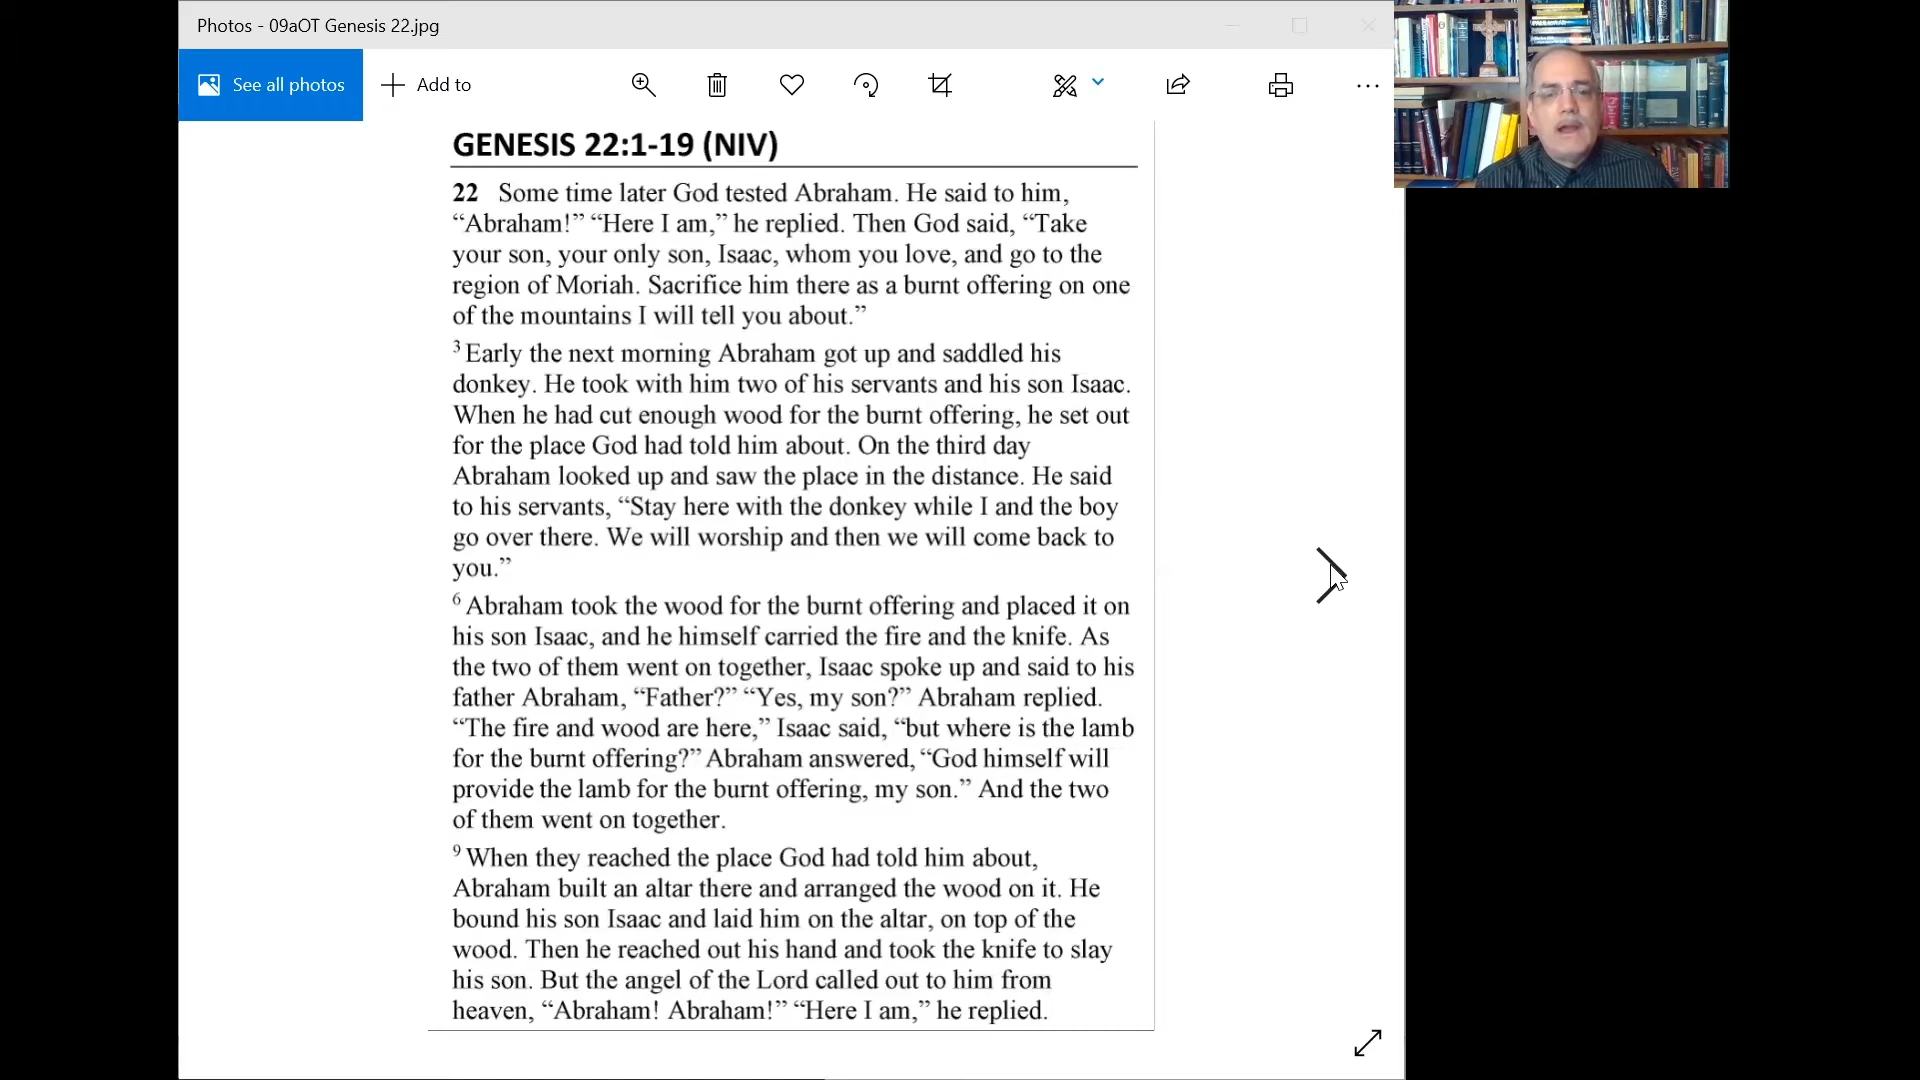 Photos - 09aOT Genesis 22.jpg
See all photos
Add to
GENESIS 22:1-19 (NIV)
22 Some time later God tested Abraham. He said to him,
“Abraham!” “Here I am,” he replied. Then God said, “Take
your son, your only son, Isaac, whom you love, and go to the
region of Moriah. Sacrifice him there as a burnt offering on one
of the mountains I will tell you about.”
3 Early the next morning Abraham got up and saddled his
donkey. He took with him two of his servants and his son Isaac.
When he had cut enough wood for the burnt offering, he set out
for the place God had told him about. On the third day
Abraham looked up and saw the place in the distance. He said
to his servants, “Stay here with the donkey while I and the boy
go over there. We will worship and then we will come back to
you.”
6 Abraham took the wood for the burnt offering and placed it on
his son Isaac, and he himself carried the fire and the knife. As
the two of them went on together, Isaac spoke up and said to his
father Abraham, “Father?” “Yes, my son?” Abraham replied.
“The fire and wood are here,” Isaac said, “but where is the lamb
for the burnt offering?” Abraham answered, “God himself will
provide the lamb for the burnt offering, my son.” And the two
of them went on together.
9 When they reached the place God had told him about,
Abraham built an altar there and arranged the wood on it. He
bound his son Isaac and laid him on the altar, on top of the
wood. Then he reached out his hand and took the knife to slay
his son. But the angel of the Lord called out to him from
heaven, “Abraham! Abraham!” “Here I am,” he replied.